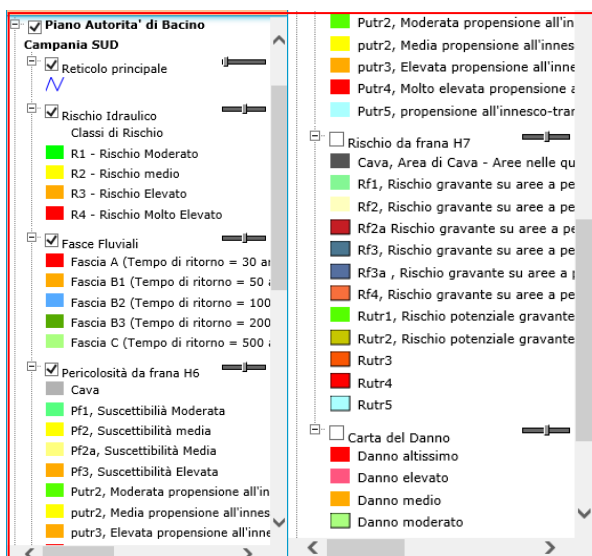 Piano Autorita' di Bacino
Campania SUD
Reticolo principale
Rischio Idraulico
Classi di Rischio
R1 - Rischio Moderato
R2 - Rischio medio
R3 - Rischio Elevato
R4 - Rischio Molto Elevato
Fasce Fluviali
Fascia A (Tempo di ritorno = 30
Fascia B1 (Tempo di ritorno = 50
Fascia B2 (Tempo di ritorno = 100
Fascia B3 (Tempo di ritorno = 200
Fascia C (Tempo di ritorno = 500
Pericolosità da frana H6
Cava
Pf1, Suscettibilià Moderata
Pf2, Suscettibilità media
Pf2a, Suscettibilità Media
Pf3, Suscettibilità Elevata
Putr2, Moderata propensione all'in
putr2, Media propensione all'innes
putr3, Elevata propensione all'inne
Putr2, Moderata propensione all'in
putr2, Media propensione all'innes
putr3, Elevata propensione all'inne
Putr4, Molto elevata propensione
Putr5, propensione all'innesco-trar
Rischio da frana H7
Cava, Area di Cava - Aree nelle qu
Rf1, Rischio gravante su aree a pe
Rf2, Rischio gravante su aree a pe
Rf2a Rischio gravante su aree a pe
Rf3, Rischio gravante su aree a pe
Rf3a , Rischio gravante su aree a
Rf4, Rischio gravante su aree a pe
Rutr1, Rischio potenziale gravante
Rutr2, Rischio potenziale gravante
Rutr3
Rutr4
Rutr5
Carta del Danno
Danno altissimo
Danno elevato
Danno medio
Danno moderato